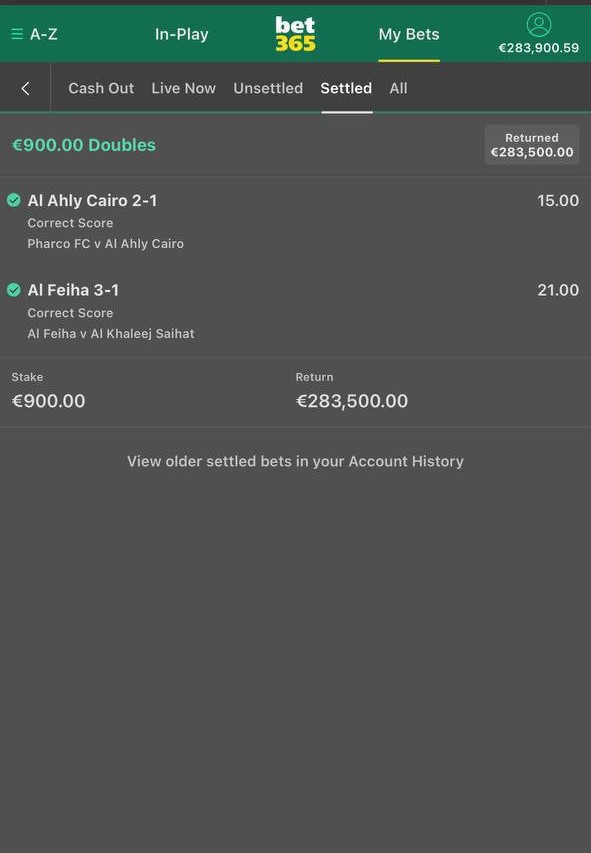 A-Z In-Play bet365 My Bets €283,900.59
Cash Out Live Now Unsettled Settled All
€900.00 Doubles Returned €283,500.00
Al Ahly Cairo 2-1 15.00
Correct Score
Pharco FC v Al Ahly Cairo
Al Feiha 3-1 21.00
Correct Score
Al Feiha v Al Khaleej Saihat
Stake Return
€900.00 €283,500.00
View older settled bets in your Account History